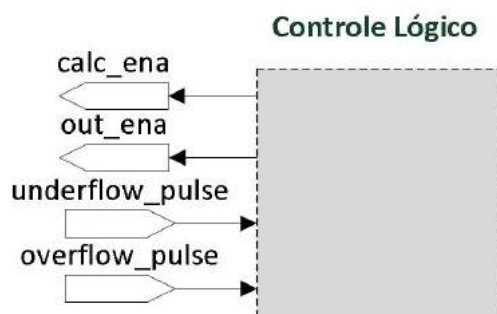 Controle Lógico
calc_ena
out_ena
underflow_pulse
overflow_pulse